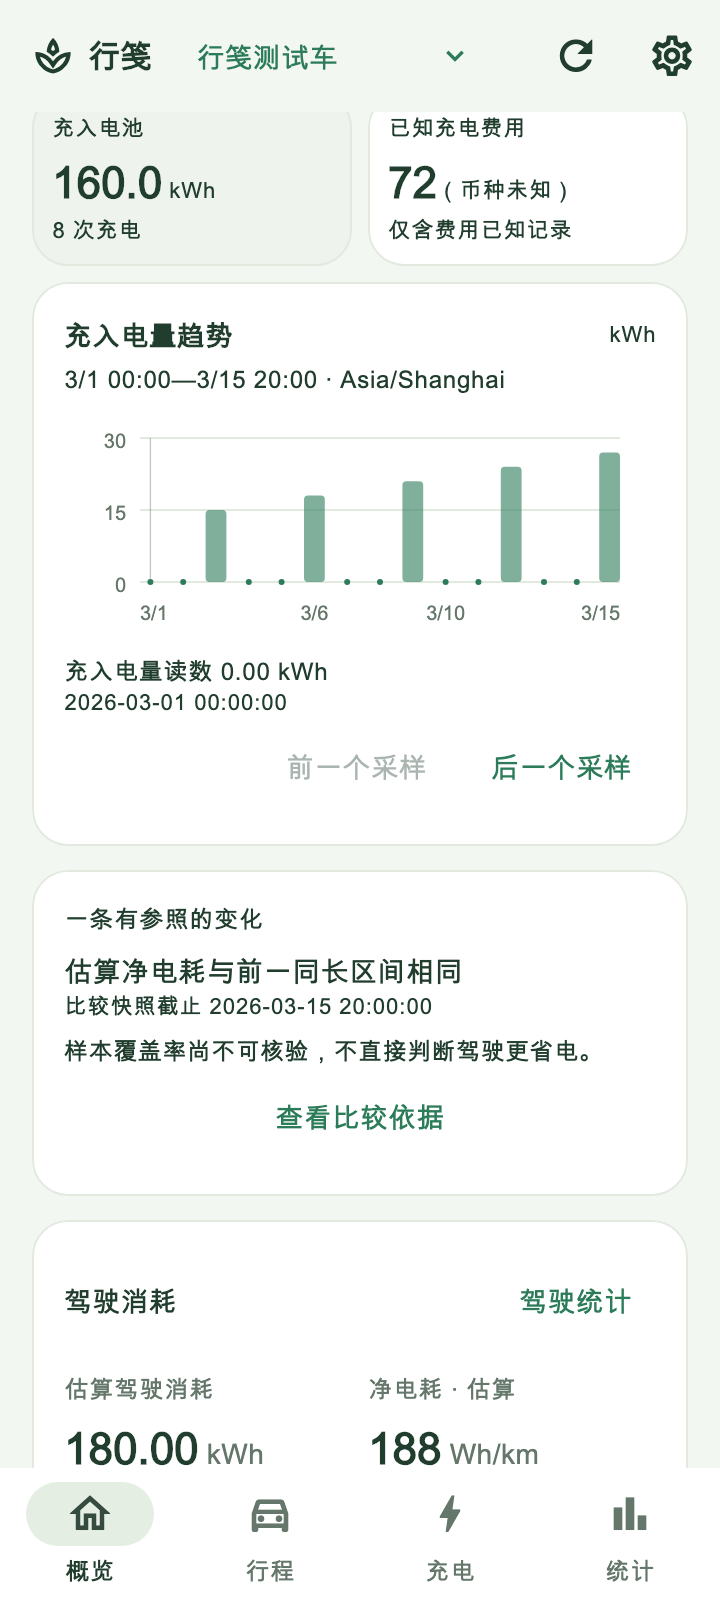 行笺
行笺测试车
充入电池
160.0 kWh
8 次充电
已知充电费用
72 ( 币种未知 )
仅含费用已知记录
充入电量趋势
kWh
3/1 00:00—3/15 20:00 · Asia/Shanghai
30
15
0
3/1 3/6 3/10 3/15
充入电量读数 0.00 kWh
2026-03-01 00:00:00
前一个采样 后一个采样
一条有参照的变化
估算净电耗与前一同长区间相同
比较快照截止 2026-03-15 20:00:00
样本覆盖率尚不可核验，不直接判断驾驶更省电。
查看比较依据
驾驶消耗 驾驶统计
估算驾驶消耗
180.00 kWh
净电耗 · 估算
188 Wh/km
概览 行程 充电 统计